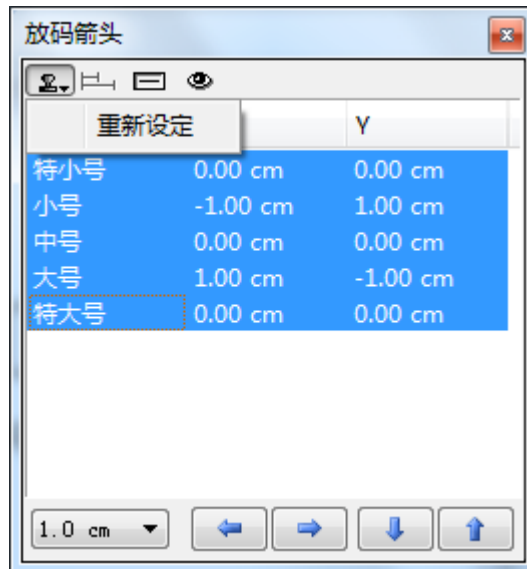 放码箭头
重新设定
Y
特小号 0.00 cm 0.00 cm
小号 -1.00 cm 1.00 cm
中号 0.00 cm 0.00 cm
大号 1.00 cm -1.00 cm
特大号 0.00 cm 0.00 cm
1.0 cm